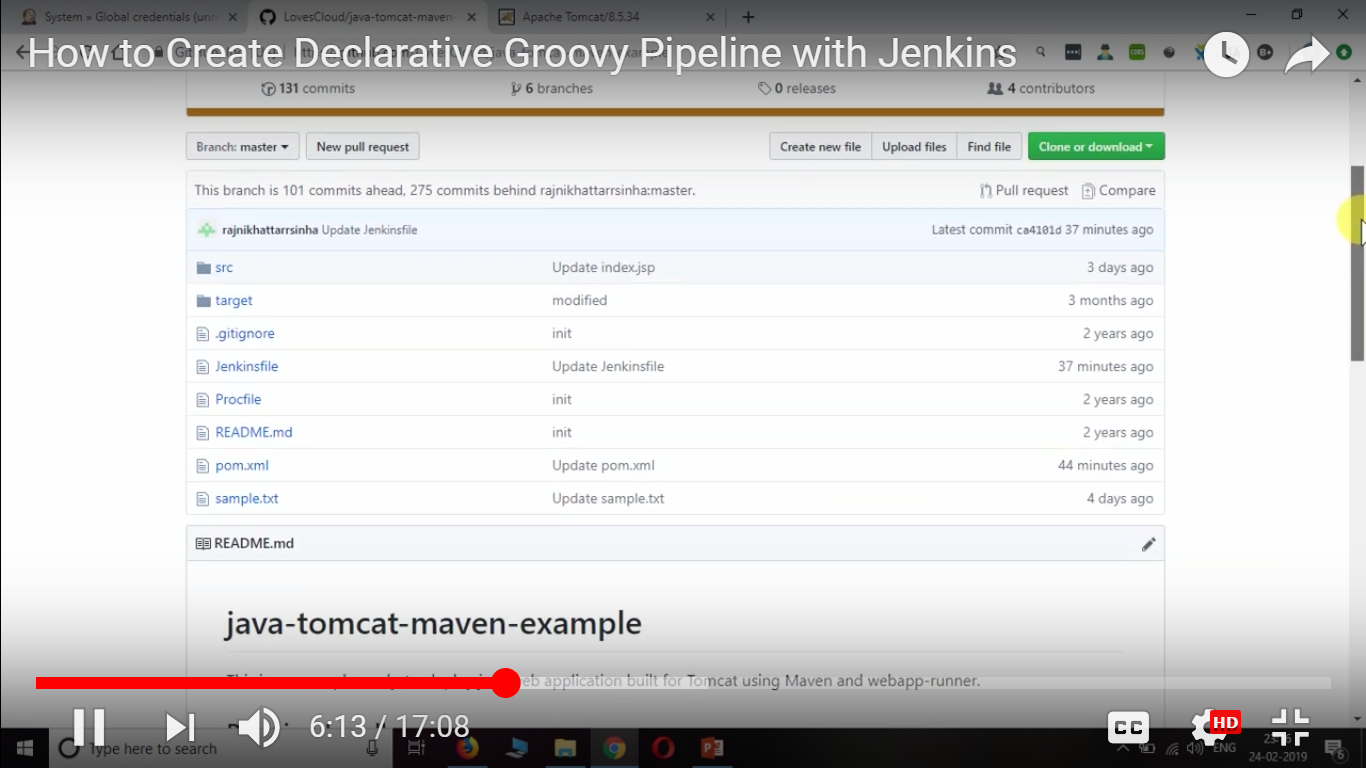 System » Global credentials (unr
LovesCloud/java-tomcat-maven-
Apache Tomcat/8.5.34
How to Create Declarative Groovy Pipeline with Jenkins
131 commits
6 branches
0 releases
4 contributors
Branch: master
New pull request
Create new file
Upload files
Find file
Clone or download
This branch is 101 commits ahead, 275 commits behind rajnikhattarrsinha:master.
Pull request
Compare
rajnikhattarrsinha Update Jenkinsfile
Latest commit ca4101d 37 minutes ago
src Update index.jsp 3 days ago
target modified 3 months ago
.gitignore init 2 years ago
Jenkinsfile Update Jenkinsfile 37 minutes ago
Procfile init 2 years ago
README.md init 2 years ago
pom.xml Update pom.xml 44 minutes ago
sample.txt Update sample.txt 4 days ago
README.md
java-tomcat-maven-example
application built for Tomcat using Maven and webapp-runner.
6:13 / 17:08
CC
HD
Type here to search
ENG
24-02-2019
6